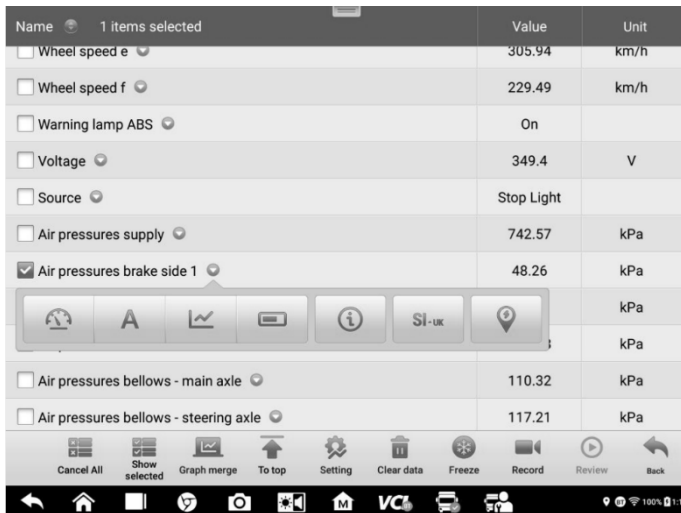 Name 1 items selected Value Unit
Wheel speed e 305.94 km/h
Wheel speed f 229.49 km/h
Warning lamp ABS On
Voltage 349.4 V
Source Stop Light
Air pressures supply 742.57 kPa
Air pressures brake side 1 48.26 kPa
A SI-UK kPa
kPa
Air pressures bellows - main axle 110.32 kPa
Air pressures bellows - steering axle 117.21 kPa
Cancel All Show selected Graph merge To top Setting Clear data Freeze Record Review Back
M VCI BT 100%